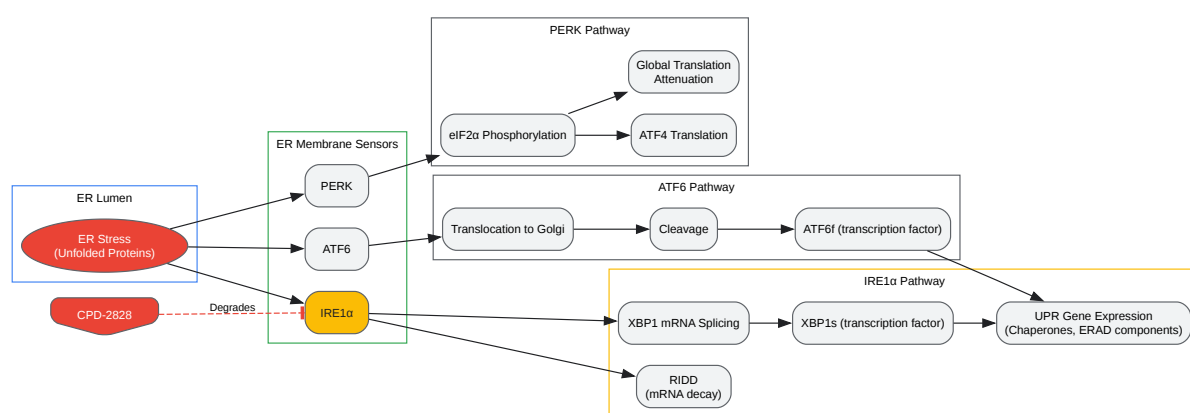 PERK Pathway
Global Translation
Attenuation
eIF2α Phosphorylation
ATF4 Translation
ER Membrane Sensors
PERK
ATF6
IRE1α
ER Lumen
ER Stress
(Unfolded Proteins)
CPD-2828
Degrades
ATF6 Pathway
Translocation to Golgi
Cleavage
ATF6f (transcription factor)
IRE1α Pathway
XBP1 mRNA Splicing
XBP1s (transcription factor)
UPR Gene Expression
(Chaperones, ERAD components)
RIDD
(mRNA decay)